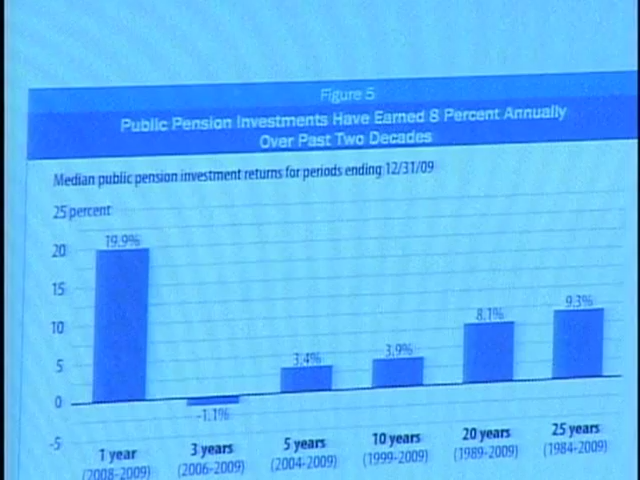 Figure 5
Public Pension Investments Have Earned 8 Percent Annually
Over Past Two Decades
Median public pension investment returns for periods ending 12/31/09
25 percent
20
15
10
5
0
-5
19.9%
-1.1%
3.4%
3.9%
8.1%
9.3%
1 year
(2008-2009)
3 years
(2006-2009)
5 years
(2004-2009)
10 years
(1999-2009)
20 years
(1989-2009)
25 years
(1984-2009)